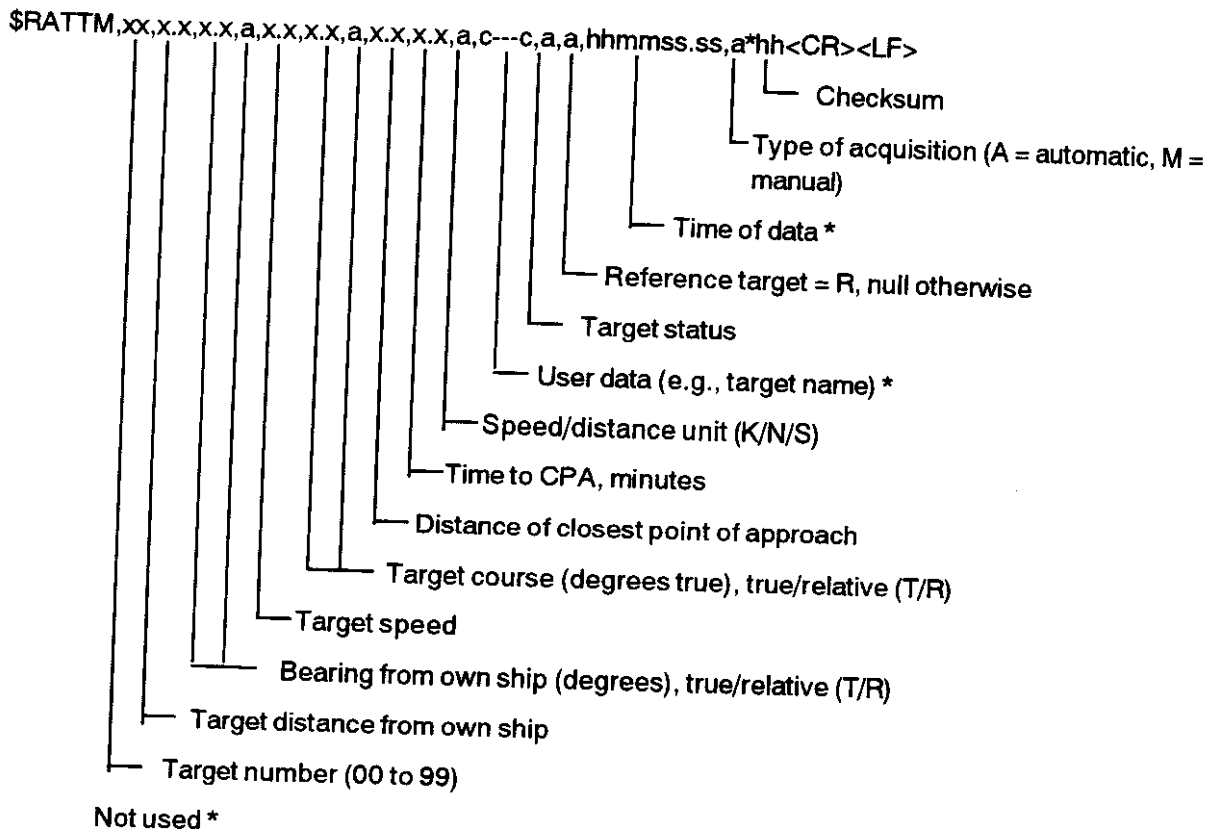 $RATTM,xx,x.x,x.x,a,x.x,x.x,a,x.x,x.x,a,c---c,a,a,hhmmss.ss,a*hh<CR><LF>
Checksum
Type of acquisition (A = automatic, M =
manual)
Time of data *
Reference target = R, null otherwise
Target status
User data (e.g., target name) *
Speed/distance unit (K/N/S)
Time to CPA, minutes
Distance of closest point of approach
Target course (degrees true), true/relative (T/R)
Target speed
Bearing from own ship (degrees), true/relative (T/R)
Target distance from own ship
Target number (00 to 99)
Not used *